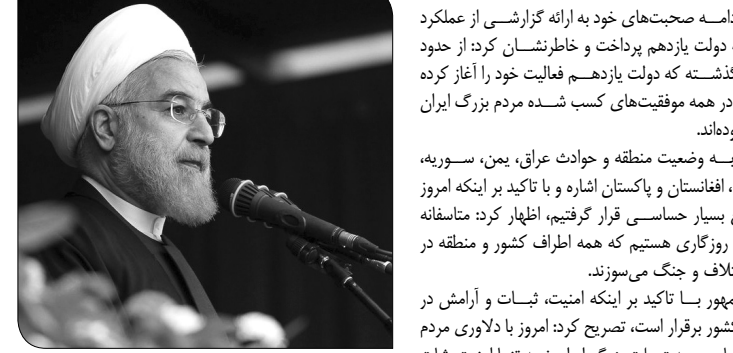 دامــه صحبت‌های خود به ارائه گزارشــی از عملکرد
دولت یازدهم پرداخت و خاطرنشــان کرد: از حدود
گذشــته که دولت یازدهــم فعالیت خود را آغاز کرده
در همه موفقیت‌های کسب شــده مردم بزرگ ایران
وده‌اند.
بــه وضعیت منطقه و حوادث عراق، یمن، ســوریه،
، افغانستان و پاکستان اشاره و با تاکید بر اینکه امروز
بسیار حساســی قرار گرفتیم، اظهار کرد: متاسفانه
روزگاری هستیم که همه اطراف کشور و منطقه در
تلاف و جنگ می‌سوزند.
مهور بــا تاکید بر اینکه امنیت، ثبــات و آرامش در
کشور برقرار است، تصریح کرد: امروز با دلاوری مردم